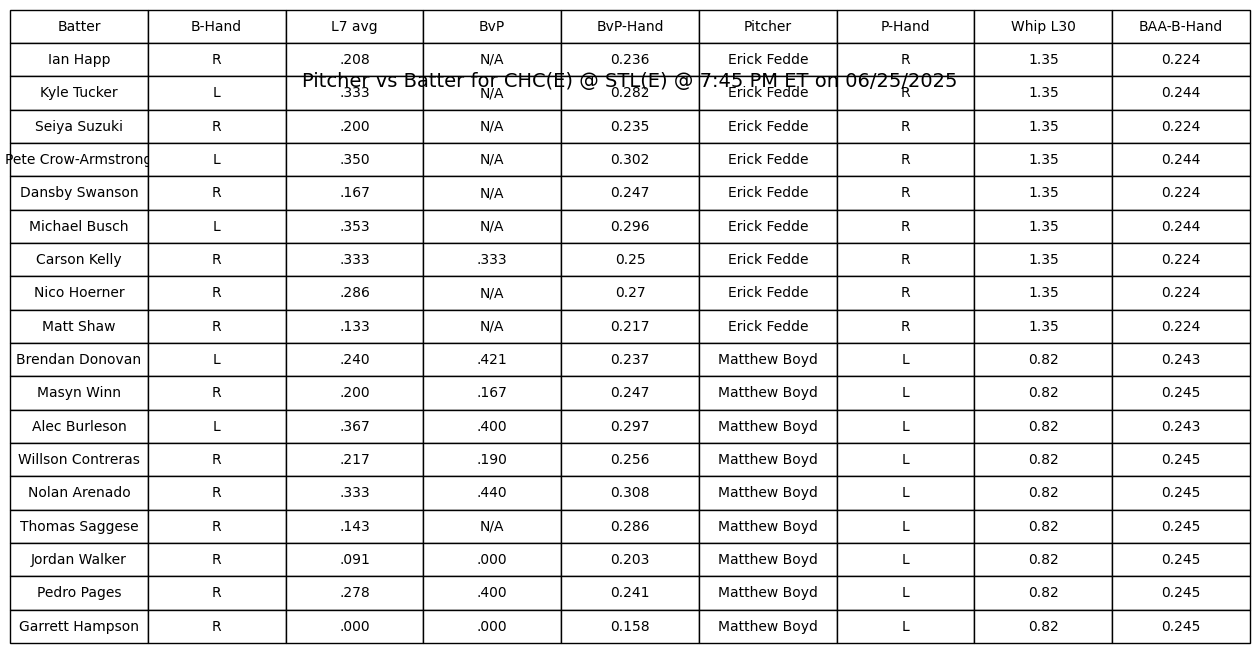 Batter B-Hand L7 avg BvP BvP-Hand Pitcher P-Hand Whip L30 BAA-B-Hand
Ian Happ R .208 N/A 0.236 Erick Fedde R 1.35 0.224
Pitcher vs Batter for CHC(E) @ STL(E) @ 7:45 PM ET on 06/25/2025
Kyle Tucker L .333 N/A 0.282 Erick Fedde R 1.35 0.244
Seiya Suzuki R .200 N/A 0.235 Erick Fedde R 1.35 0.224
Pete Crow-Armstrong L .350 N/A 0.302 Erick Fedde R 1.35 0.244
Dansby Swanson R .167 N/A 0.247 Erick Fedde R 1.35 0.224
Michael Busch L .353 N/A 0.296 Erick Fedde R 1.35 0.244
Carson Kelly R .333 .333 0.25 Erick Fedde R 1.35 0.224
Nico Hoerner R .286 N/A 0.27 Erick Fedde R 1.35 0.224
Matt Shaw R .133 N/A 0.217 Erick Fedde R 1.35 0.224
Brendan Donovan L .240 .421 0.237 Matthew Boyd L 0.82 0.243
Masyn Winn R .200 .167 0.247 Matthew Boyd L 0.82 0.245
Alec Burleson L .367 .400 0.297 Matthew Boyd L 0.82 0.243
Willson Contreras R .217 .190 0.256 Matthew Boyd L 0.82 0.245
Nolan Arenado R .333 .440 0.308 Matthew Boyd L 0.82 0.245
Thomas Saggese R .143 N/A 0.286 Matthew Boyd L 0.82 0.245
Jordan Walker R .091 .000 0.203 Matthew Boyd L 0.82 0.245
Pedro Pages R .278 .400 0.241 Matthew Boyd L 0.82 0.245
Garrett Hampson R .000 .000 0.158 Matthew Boyd L 0.82 0.245